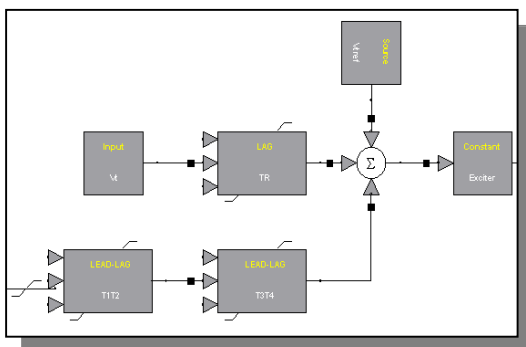 Source
Vtref
Input
Vt
LAG
TR
Σ
Constant
Exciter
LEAD-LAG
T1T2
LEAD-LAG
T3T4